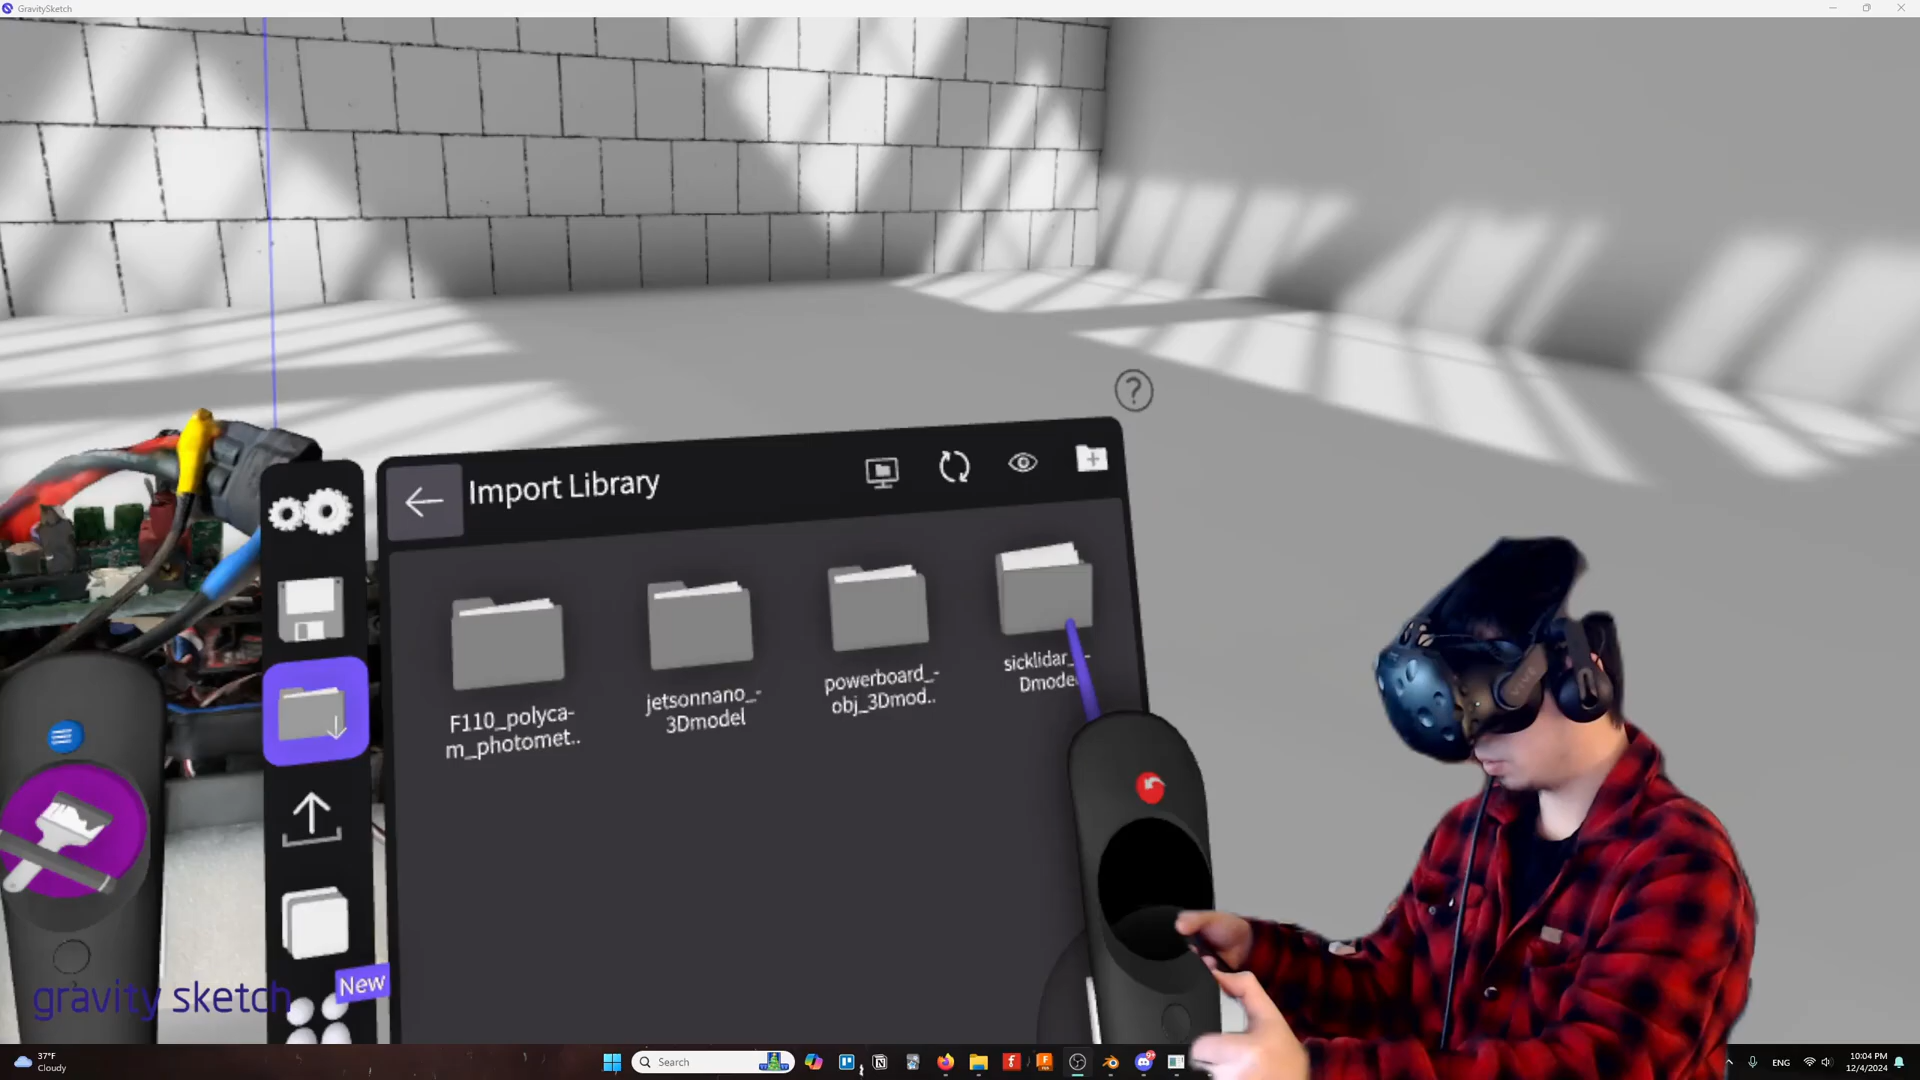 GravitySketch
Import Library
F110_polyca-
m_photomet..
jetsonnano_-
3Dmodel
powerboard_-
obj_3Dmod..
sicklidar_
Dmode
New
gravity sketch
37°F
Cloudy
Search
ENG
10:04 PM
12/4/2024